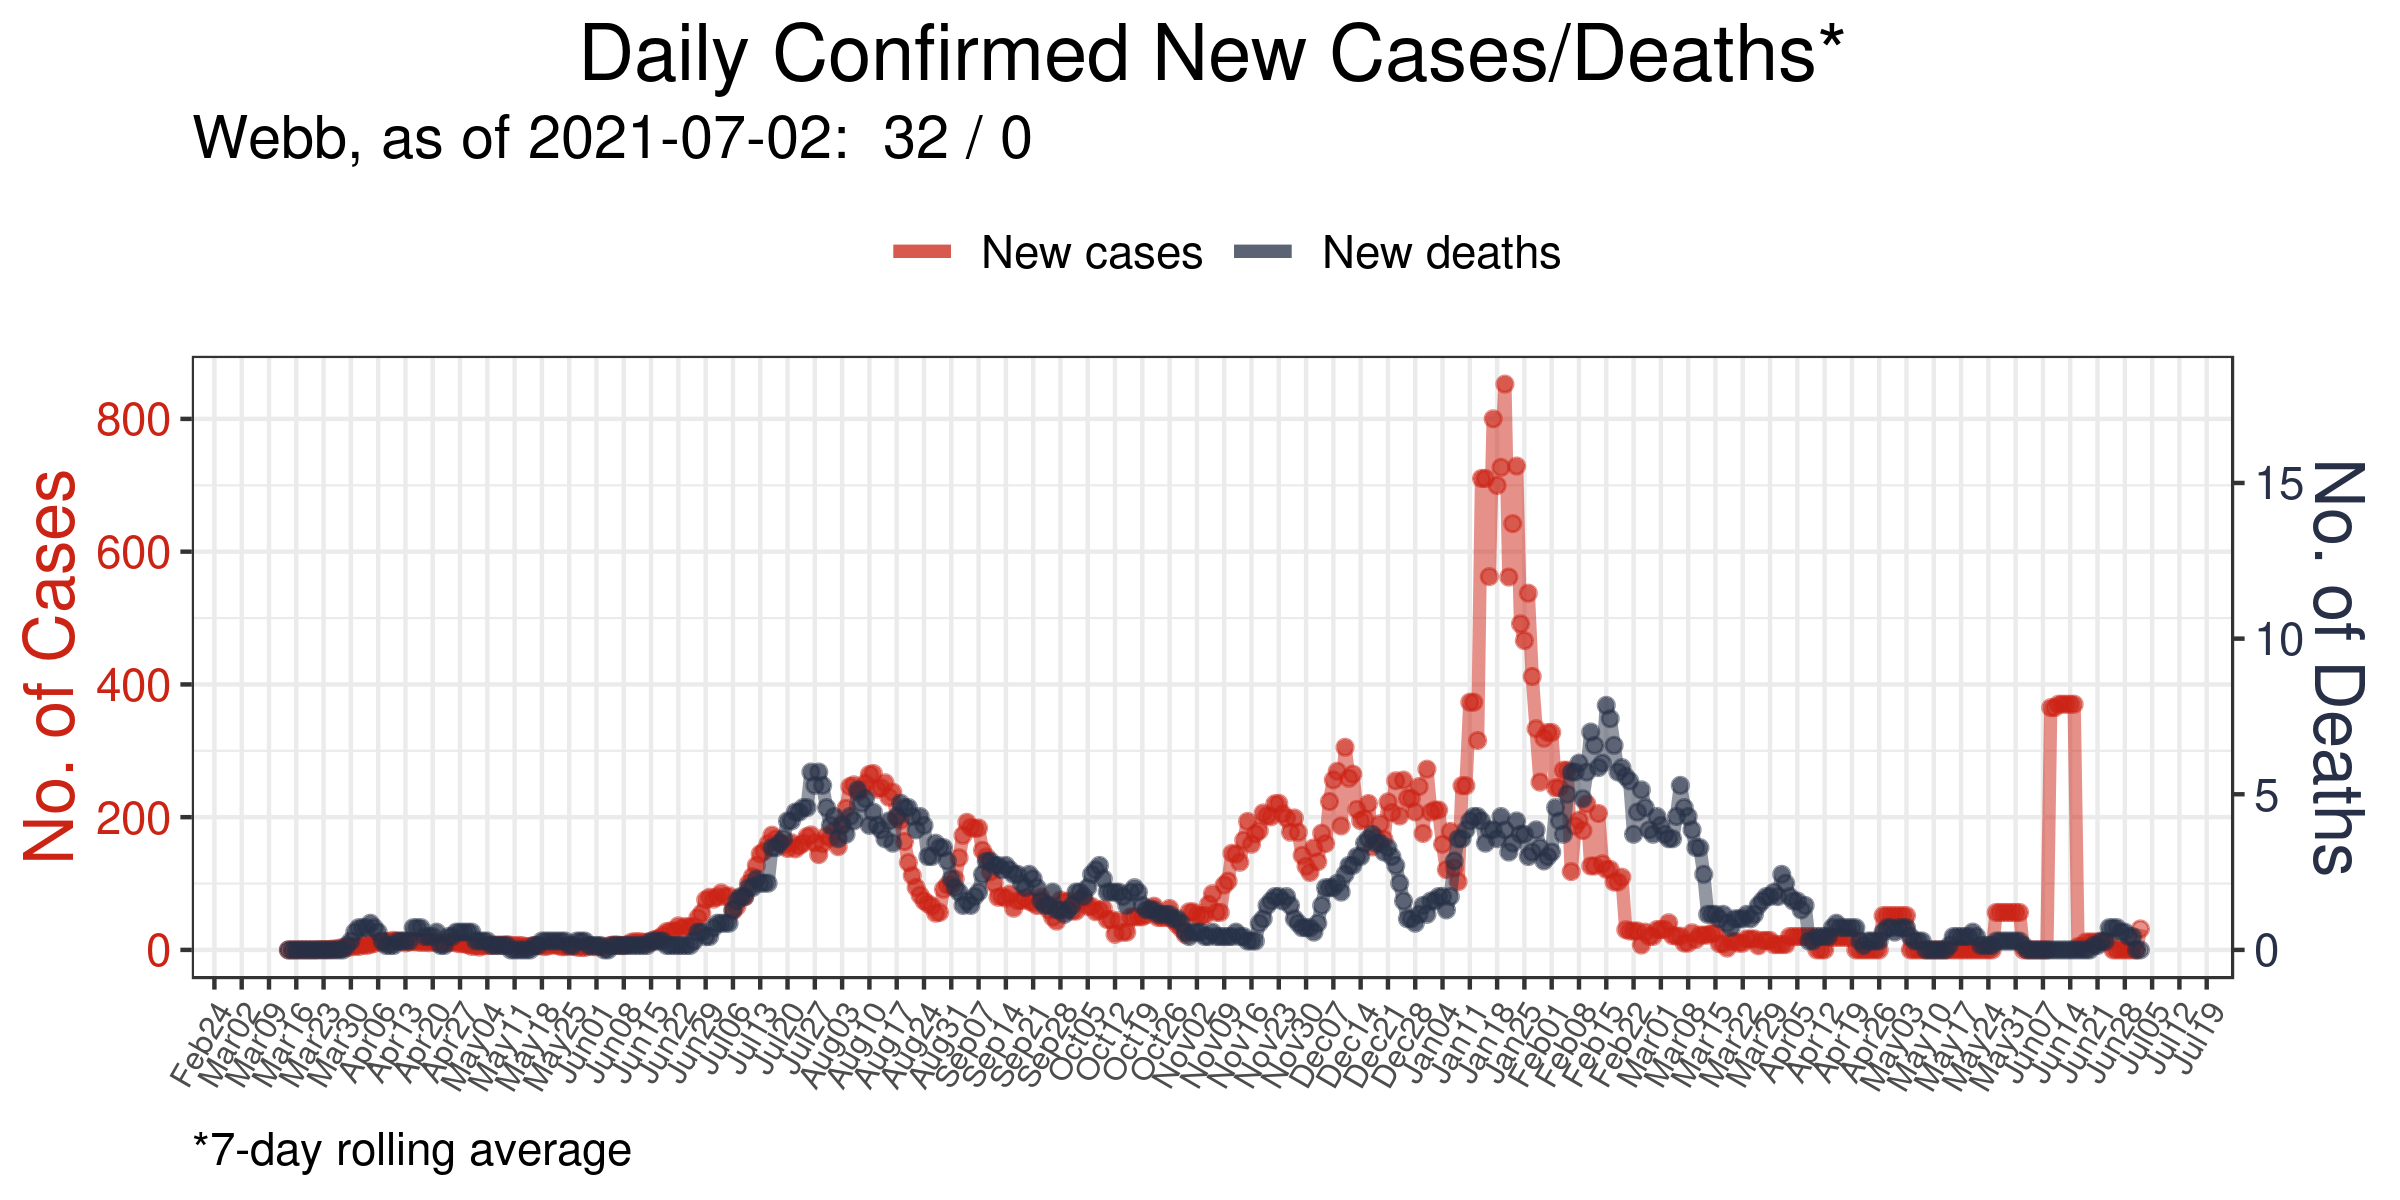 Daily Confirmed New Cases/Deaths*
Webb, as of 2021-07-02:  32 / 0
New cases
New deaths
No. of Cases
800
600
400
200
0
15
10
5
0
No. of Deaths
Feb24
Mar02
Mar09
Mar16
Mar23
Mar30
Apr06
Apr13
Apr20
Apr27
May04
May11
May18
May25
Jun01
Jun08
Jun15
Jun22
Jun29
Jul06
Jul13
Jul20
Jul27
Aug03
Aug10
Aug17
Aug24
Aug31
Sep07
Sep14
Sep21
Sep28
Oct05
Oct12
Oct19
Oct26
Nov02
Nov09
Nov16
Nov23
Nov30
Dec07
Dec14
Dec21
Dec28
Jan04
Jan11
Jan18
Jan25
Feb01
Feb08
Feb15
Feb22
Mar01
Mar08
Mar15
Mar22
Mar29
Apr05
Apr12
Apr19
Apr26
May03
May10
May17
May24
May31
Jun07
Jun14
Jun21
Jun28
Jul05
Jul12
Jul19
*7-day rolling average